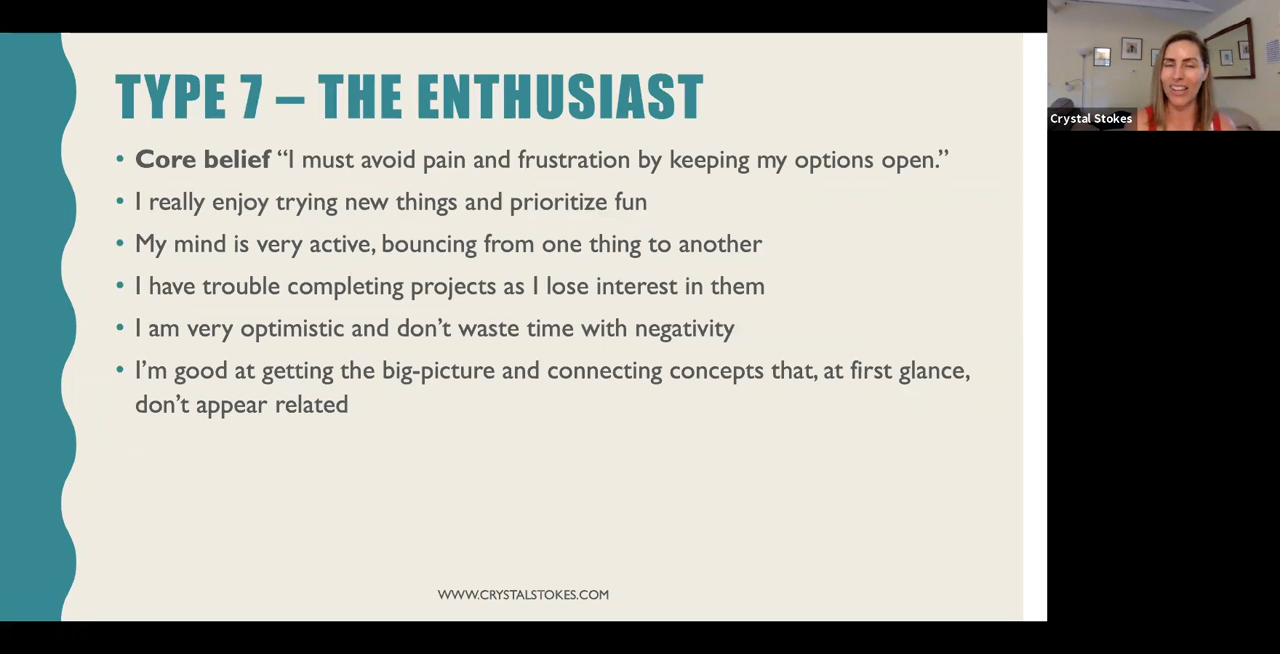 TYPE 7 – THE ENTHUSIAST
• Core belief “I must avoid pain and frustration by keeping my options open.”
• I really enjoy trying new things and prioritize fun
• My mind is very active, bouncing from one thing to another
• I have trouble completing projects as I lose interest in them
• I am very optimistic and don’t waste time with negativity
• I’m good at getting the big-picture and connecting concepts that, at first glance,
don’t appear related
WWW.CRYSTALSTOKES.COM
Crystal Stokes